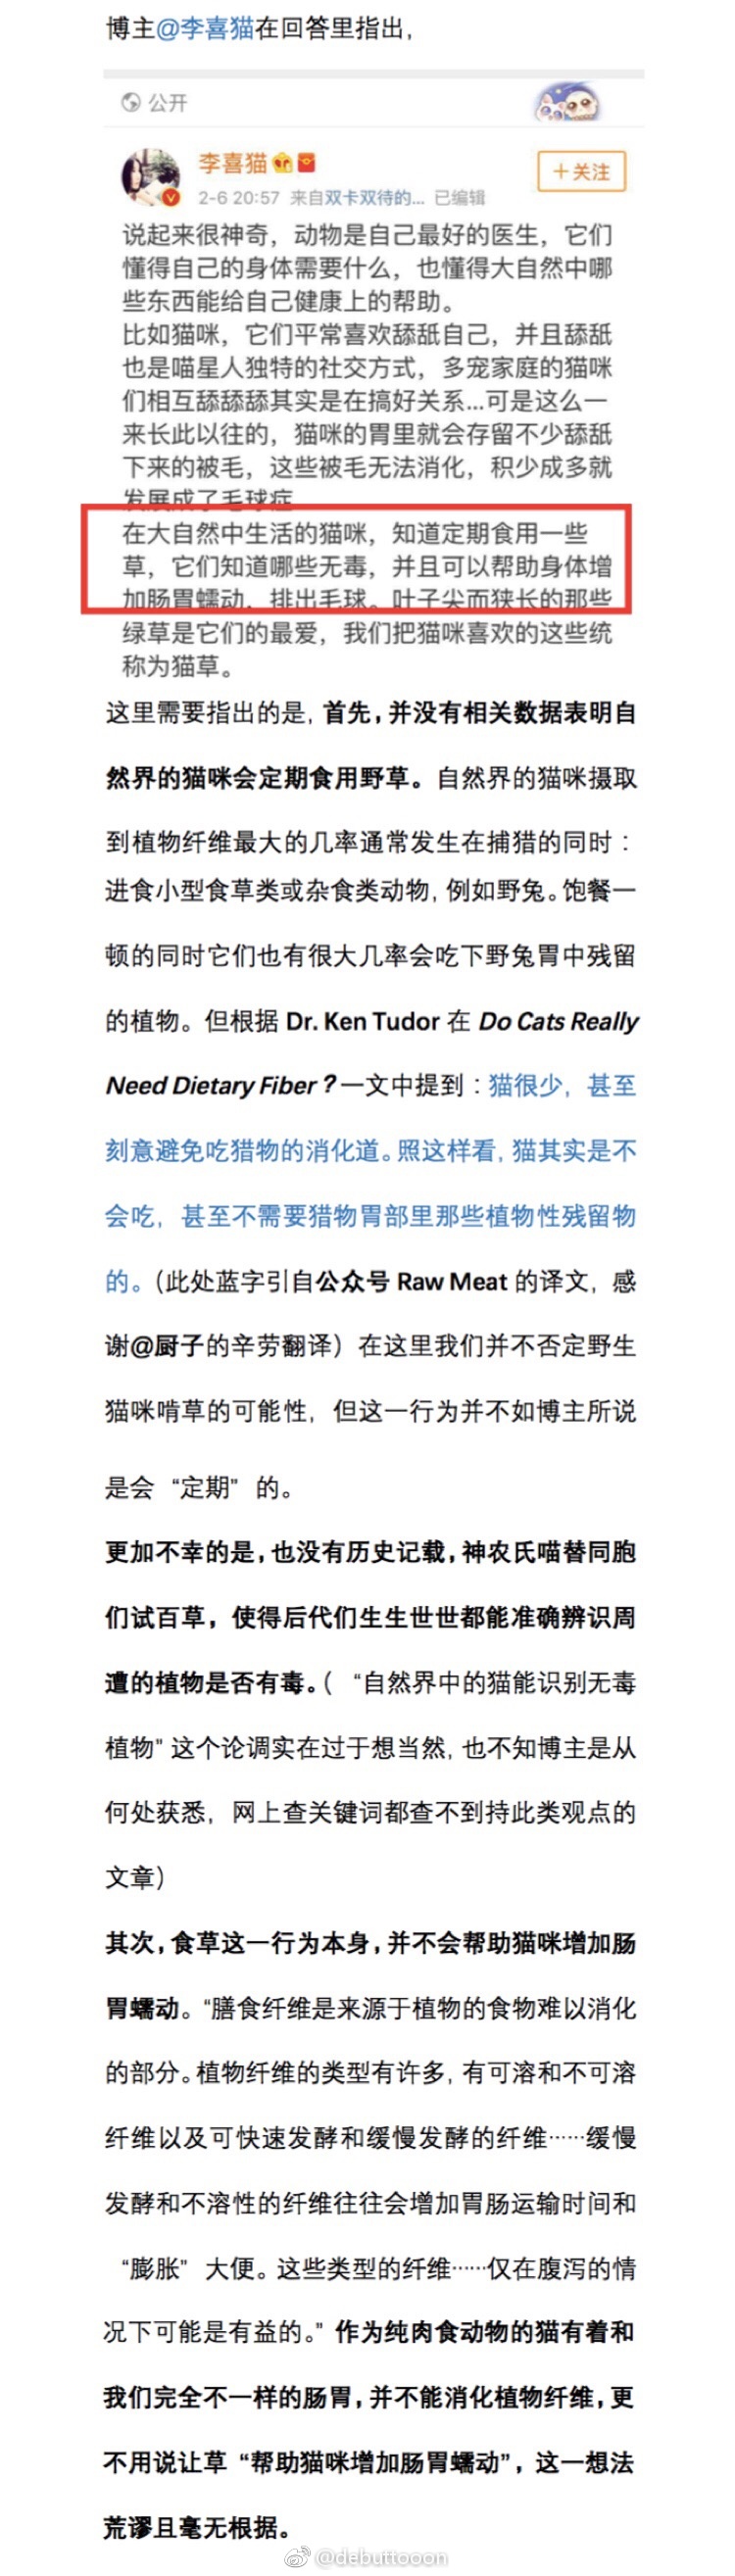 博主@李喜猫在回答里指出，
公开
李喜猫
+关注
2-6 20:57 来自双卡双待的... 已编辑
说起来很神奇，动物是自己最好的医生，它们
懂得自己的身体需要什么，也懂得大自然中哪
些东西能给自己健康上的帮助。
比如猫咪，它们平常喜欢舔舔自己，并且舔舔
也是喵星人独特的社交方式，多宠家庭的猫咪
们相互舔舔舔其实是在搞好关系...可是这么一
来长此以往的，猫咪的胃里就会存留不少舔舔
下来的被毛，这些被毛无法消化，积少成多就
发展成了毛球症
在大自然中生活的猫咪，知道定期食用一些
草，它们知道哪些无毒，并且可以帮助身体增
加肠胃蠕动，排出毛球。叶子尖而狭长的那些
绿草是它们的最爱，我们把猫咪喜欢的这些统
称为猫草。
这里需要指出的是，首先，并没有相关数据表明自
然界的猫咪会定期食用野草。自然界的猫咪摄取
到植物纤维最大的几率通常发生在捕猎的同时：
进食小型食草类或杂食类动物，例如野兔。饱餐一
顿的同时它们也有很大几率会吃下野兔胃中残留
的植物。但根据 Dr. Ken Tudor 在 Do Cats Really
Need Dietary Fiber？一文中提到：猫很少，甚至
刻意避免吃猎物的消化道。照这样看，猫其实是不
会吃，甚至不需要猎物胃部里那些植物性残留物
的。（此处蓝字引自公众号 Raw Meat 的译文，感
谢@厨子的辛劳翻译）在这里我们并不否定野生
猫咪啃草的可能性，但这一行为并不如博主所说
是会“定期”的。
更加不幸的是，也没有历史记载，神农氏喵替同胞
们试百草，使得后代们生生世世都能准确辨识周
遭的植物是否有毒。（“自然界中的猫能识别无毒
植物"这个论调实在过于想当然，也不知博主是从
何处获悉，网上查关键词都查不到持此类观点的
文章）
其次，食草这一行为本身，并不会帮助猫咪增加肠
胃蠕动。“膳食纤维是来源于植物的食物难以消化
的部分。植物纤维的类型有许多，有可溶和不可溶
纤维以及可快速发酵和缓慢发酵的纤维……缓慢
发酵和不溶性的纤维往往会增加胃肠运输时间和
“膨胀”大便。这些类型的纤维……仅在腹泻的情
况下可能是有益的。”作为纯肉食动物的猫有着和
我们完全不一样的肠胃，并不能消化植物纤维，更
不用说让草“帮助猫咪增加肠胃蠕动”，这一想法
荒谬且毫无根据。
@debuttooon